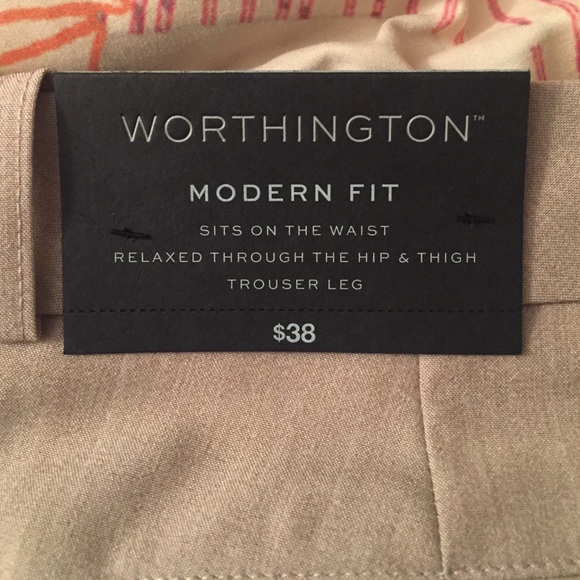 WORTHINGTON™
MODERN FIT
SITS ON THE WAIST
RELAXED THROUGH THE HIP & THIGH
TROUSER LEG
$38